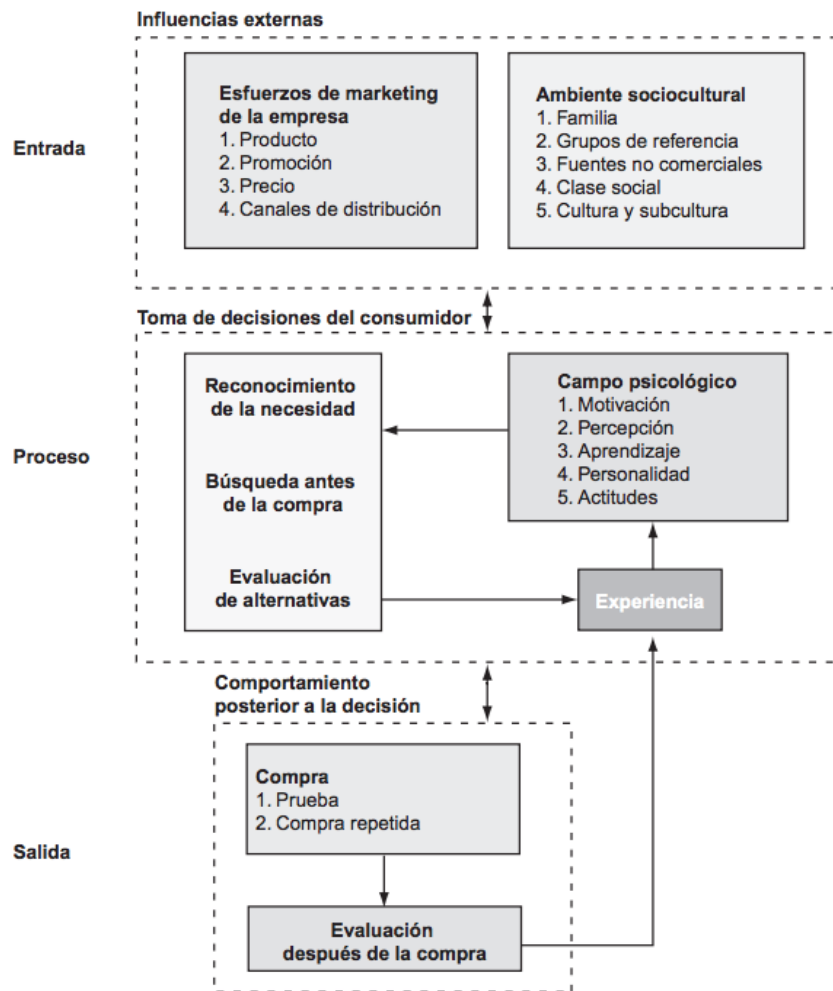 Influencias externas
Entrada
Esfuerzos de marketing
de la empresa
1. Producto
2. Promoción
3. Precio
4. Canales de distribución
Ambiente sociocultural
1. Familia
2. Grupos de referencia
3. Fuentes no comerciales
4. Clase social
5. Cultura y subcultura
Toma de decisiones del consumidor
Proceso
Reconocimiento
de la necesidad
Búsqueda antes
de la compra
Evaluación
de alternativas
Campo psicológico
1. Motivación
2. Percepción
3. Aprendizaje
4. Personalidad
5. Actitudes
Experiencia
Comportamiento
posterior a la decisión
Salida
Compra
1. Prueba
2. Compra repetida
Evaluación
después de la compra